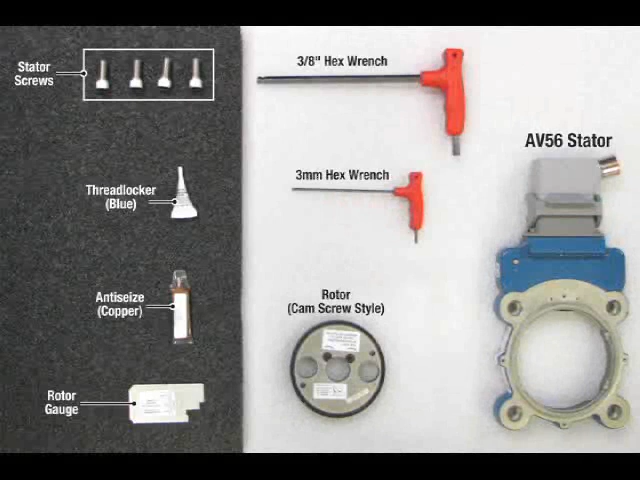 Stator
Screws
3/8" Hex Wrench
AV56 Stator
3mm Hex Wrench
Threadlocker
(Blue)
Antiseize
(Copper)
Rotor
(Cam Screw Style)
Rotor
Gauge